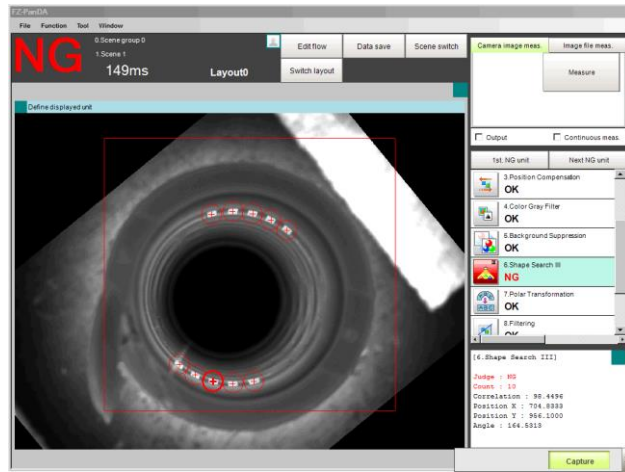 FZ-PanDA
File Function Tool Window
NG
0.Scene group 0
1.Scene 1
149ms
Layout0
Edit flow
Data save
Scene switch
Switch layout
Camera image meas.
Image file meas.
Measure
Define displayed unit
Output
Continuous meas.
1st. NG unit
Next NG unit
3.Position Compensation
OK
4.Color Gray Filter
OK
5.Background Suppression
OK
6.Shape Search III
NG
7.Polar Transformation
OK
8.Filtering
OK
[6.Shape Search III]
Judge : NG
Count : 10
Correlation : 98.4496
Position X : 704.8333
Position Y : 956.1000
Angle : 164.5313
Capture